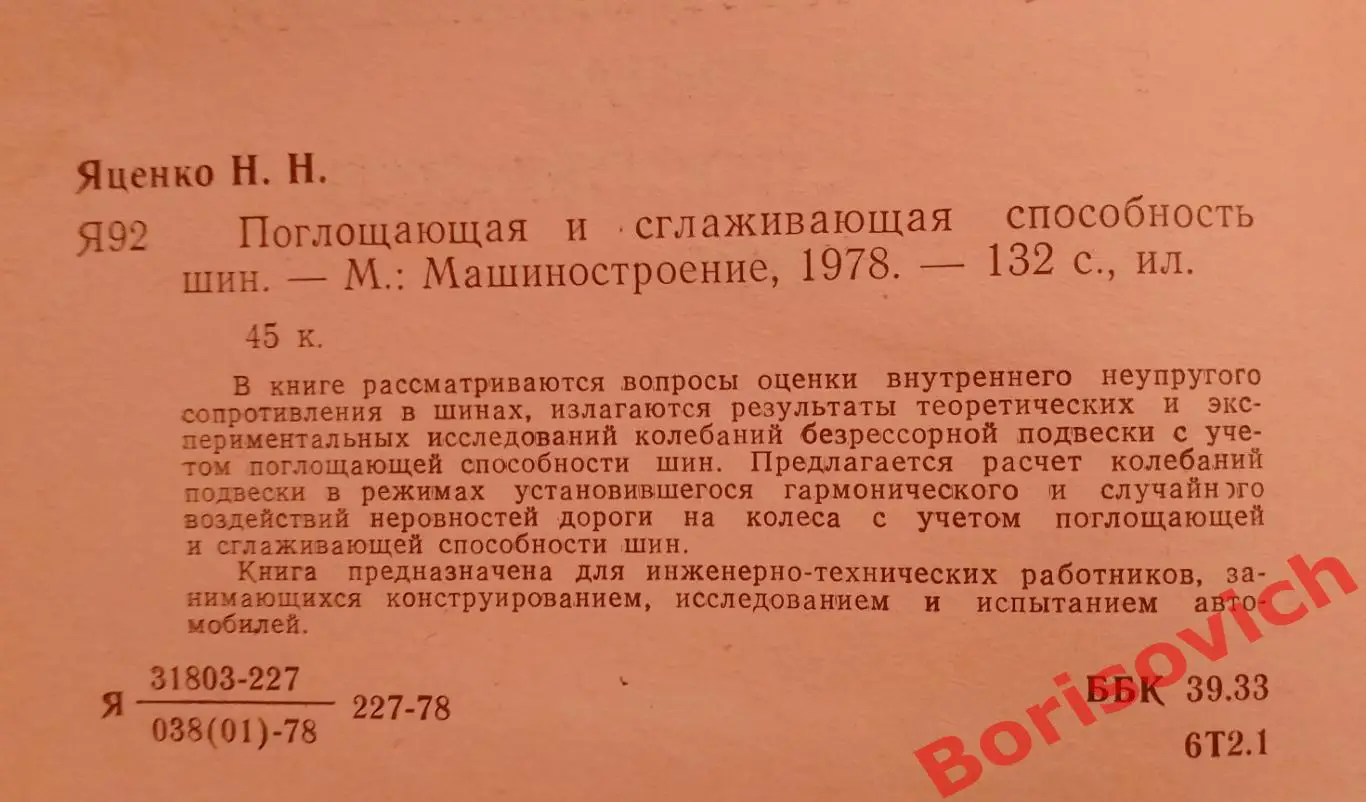 Яценко Н. Н.
Я92 Поглощающая и сглаживающая способность
шин. — М.: Машиностроение, 1978. — 132 с., ил.
45 к.
В книге рассматриваются вопросы оценки внутреннего неупругого
сопротивления в шинах, излагаются результаты теоретических и экс-
периментальных исследований колебаний безрессорной подвески с уче-
том поглощающей способности шин. Предлагается расчет колебаний
подвески в режимах установившегося гармонического и случайного
воздействий неровностей дороги на колеса с учетом поглощающей
и сглаживающей способности шин.
Книга предназначена для инженерно-технических работников, за-
нимающихся конструированием, исследованием и испытанием авто-
мобилей.
Я 31803-227
038(01)-78 227-78
ББК 39.33
6Т2.1
Borisovich